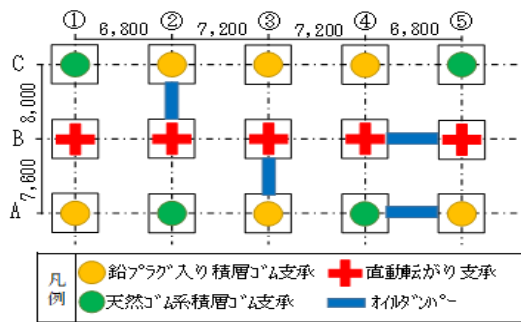 ① ② ③ ④ ⑤
6,800 7,200 7,200 6,800
C
8,000
B
7,600
A
凡例
鉛プラグ入り積層ゴム支承 直動転がり支承
天然ゴム系積層ゴム支承 オイルダンパー